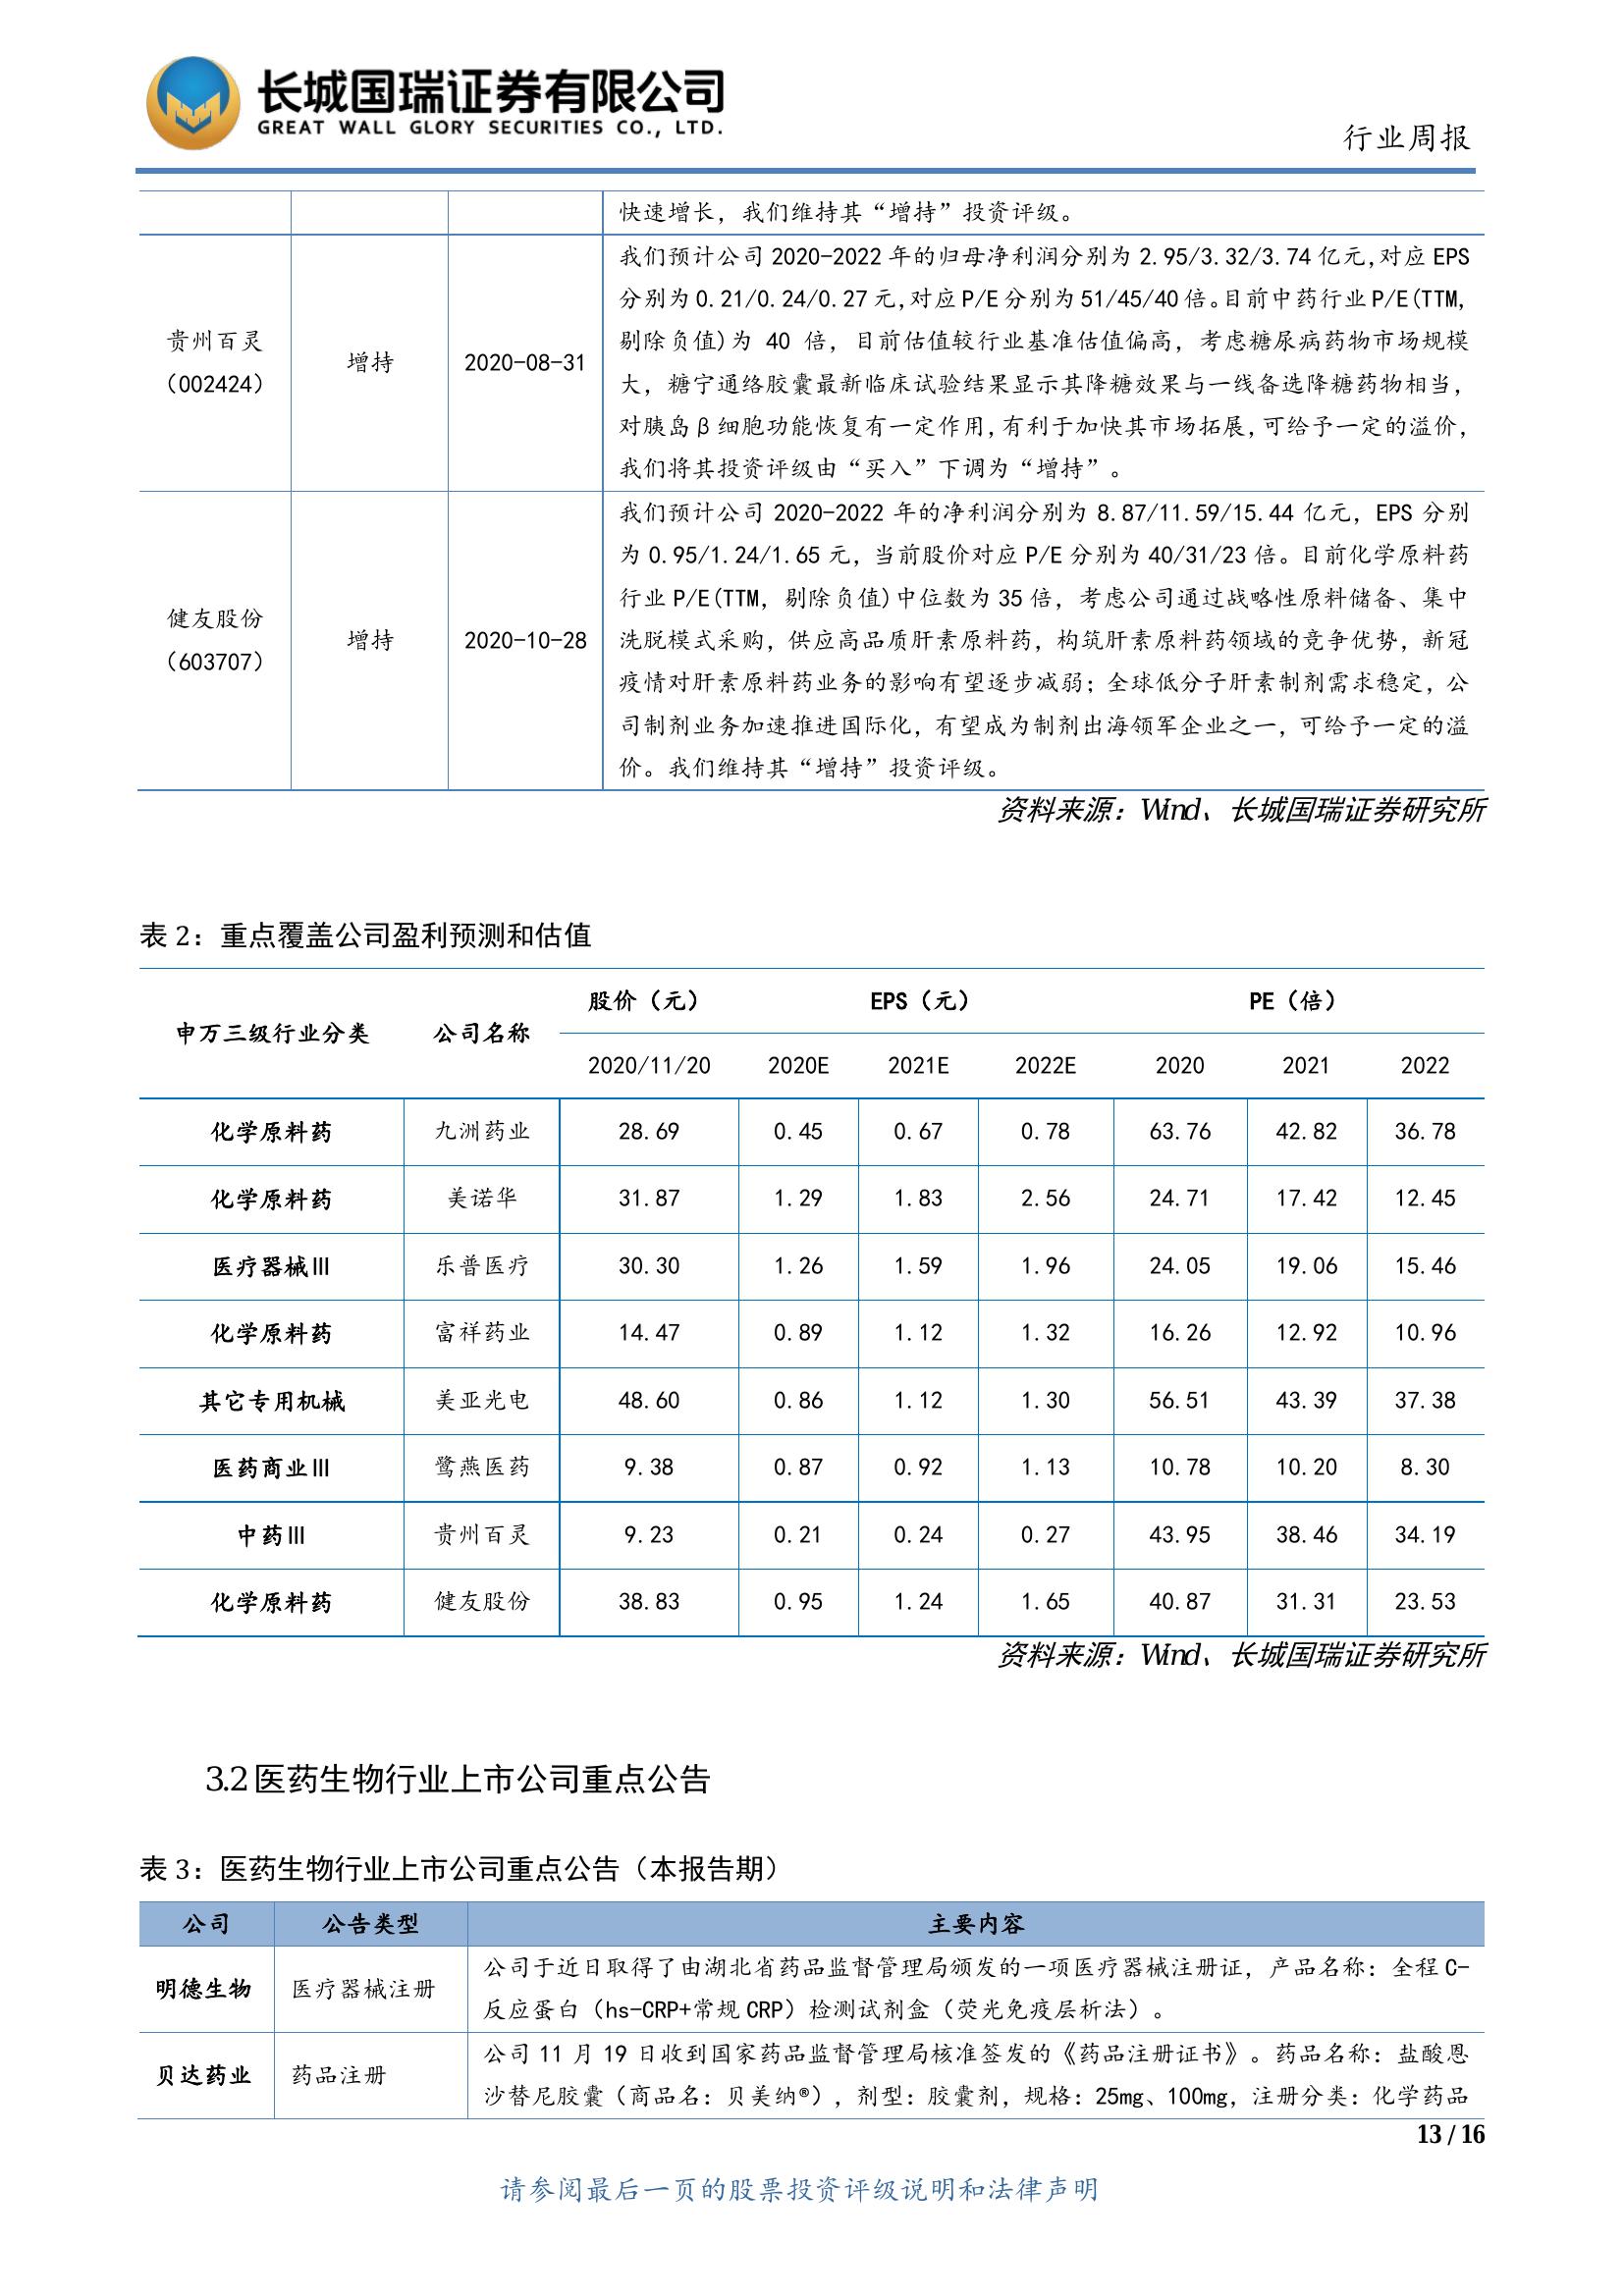 长城国瑞证券有限公司
GREAT WALL GLORY SECURITIES CO., LTD.
行业周报
快速增长，我们维持其“增持”投资评级。
贵州百灵
（002424）
增持
2020-08-31
我们预计公司 2020-2022 年的归母净利润分别为 2.95/3.32/3.74 亿元,对应 EPS
分别为 0.21/0.24/0.27 元,对应 P/E 分别为 51/45/40 倍。目前中药行业 P/E(TTM,
剔除负值)为 40 倍，目前估值较行业基准估值偏高，考虑糖尿病药物市场规模
大，糖宁通络胶囊最新临床试验结果显示其降糖效果与一线备选降糖药物相当，
对胰岛β细胞功能恢复有一定作用,有利于加快其市场拓展,可给予一定的溢价，
我们将其投资评级由“买入”下调为“增持”。
健友股份
（603707）
增持
2020-10-28
我们预计公司 2020-2022 年的净利润分别为 8.87/11.59/15.44 亿元，EPS 分别
为 0.95/1.24/1.65 元，当前股价对应 P/E 分别为 40/31/23 倍。目前化学原料药
行业 P/E(TTM，剔除负值)中位数为 35 倍，考虑公司通过战略性原料储备、集中
洗脱模式采购，供应高品质肝素原料药，构筑肝素原料药领域的竞争优势，新冠
疫情对肝素原料药业务的影响有望逐步减弱；全球低分子肝素制剂需求稳定，公
司制剂业务加速推进国际化，有望成为制剂出海领军企业之一，可给予一定的溢
价。我们维持其“增持”投资评级。
资料来源：Wind、长城国瑞证券研究所
表 2：重点覆盖公司盈利预测和估值
申万三级行业分类 公司名称 股价（元） EPS（元） PE（倍）
2020/11/20 2020E 2021E 2022E 2020 2021 2022
化学原料药 九洲药业 28.69 0.45 0.67 0.78 63.76 42.82 36.78
化学原料药 美诺华 31.87 1.29 1.83 2.56 24.71 17.42 12.45
医疗器械Ⅲ 乐普医疗 30.30 1.26 1.59 1.96 24.05 19.06 15.46
化学原料药 富祥药业 14.47 0.89 1.12 1.32 16.26 12.92 10.96
其它专用机械 美亚光电 48.60 0.86 1.12 1.30 56.51 43.39 37.38
医药商业Ⅲ 鹭燕医药 9.38 0.87 0.92 1.13 10.78 10.20 8.30
中药Ⅲ 贵州百灵 9.23 0.21 0.24 0.27 43.95 38.46 34.19
化学原料药 健友股份 38.83 0.95 1.24 1.65 40.87 31.31 23.53
资料来源：Wind、长城国瑞证券研究所
3.2 医药生物行业上市公司重点公告
表 3：医药生物行业上市公司重点公告（本报告期）
公司 公告类型 主要内容
明德生物 医疗器械注册
公司于近日取得了由湖北省药品监督管理局颁发的一项医疗器械注册证，产品名称：全程 C-
反应蛋白（hs-CRP+常规 CRP）检测试剂盒（荧光免疫层析法）。
贝达药业 药品注册
公司 11 月 19 日收到国家药品监督管理局核准签发的《药品注册证书》。药品名称：盐酸恩
沙替尼胶囊（商品名：贝美纳®），剂型：胶囊剂，规格：25mg、100mg，注册分类：化学药品
13 / 16
请参阅最后一页的股票投资评级说明和法律声明